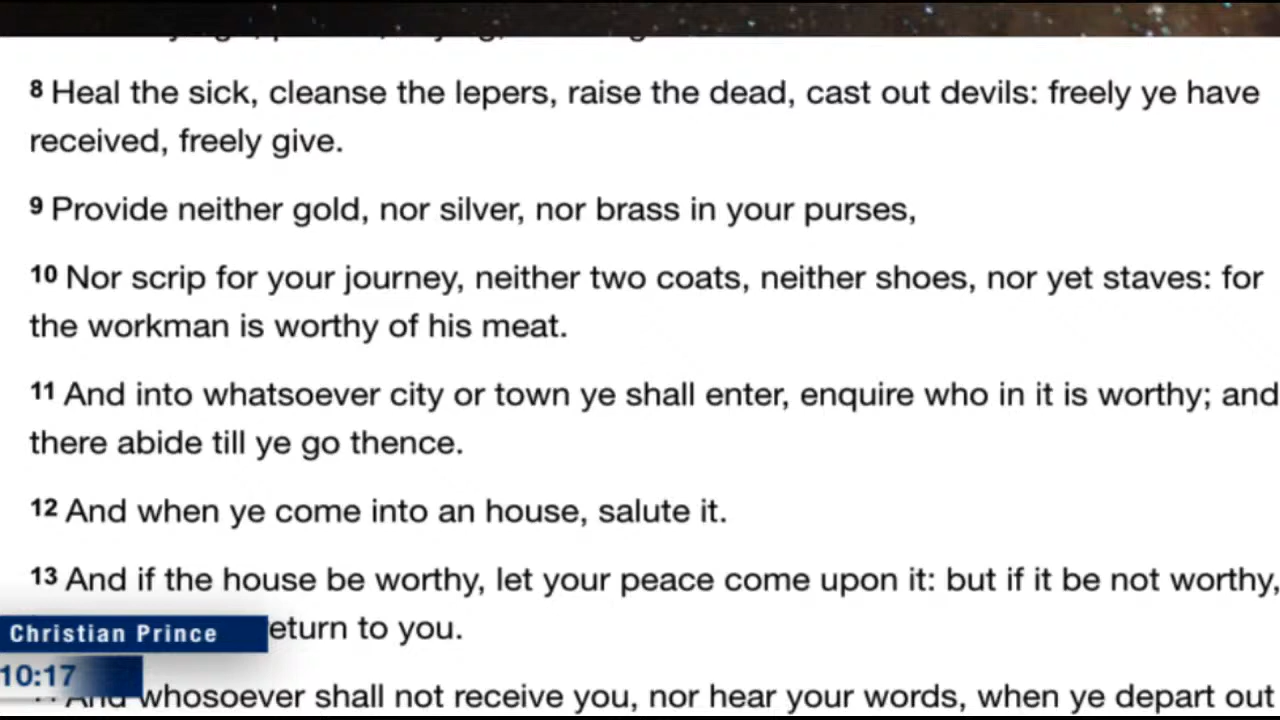 8 Heal the sick, cleanse the lepers, raise the dead, cast out devils: freely ye have
received, freely give.
9 Provide neither gold, nor silver, nor brass in your purses,
10 Nor scrip for your journey, neither two coats, neither shoes, nor yet staves: for
the workman is worthy of his meat.
11 And into whatsoever city or town ye shall enter, enquire who in it is worthy; and
there abide till ye go thence.
12 And when ye come into an house, salute it.
13 And if the house be worthy, let your peace come upon it: but if it be not worthy,
Christian Prince
eturn to you.
10:17
And whosoever shall not receive you, nor hear your words, when ye depart out